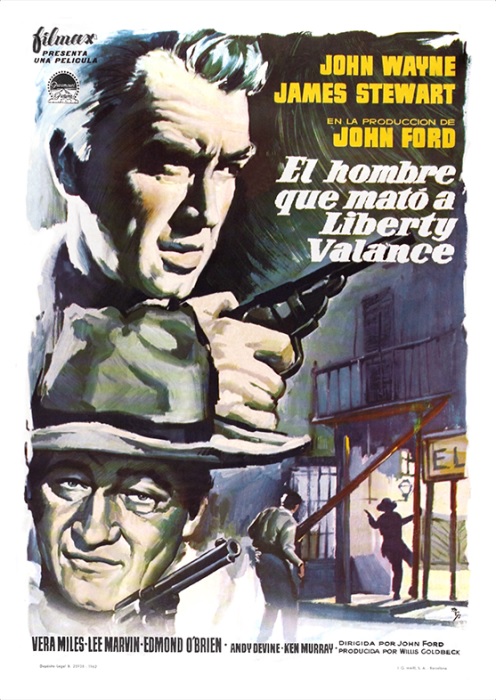 filmax
PRESENTA
UNA PELICULA
Paramount
JOHN WAYNE
JAMES STEWART
EN LA PRODUCCION DE
JOHN FORD
El hombre
que mató a
Liberty
Valance
EL
VERA MILES-LEE MARVIN-EDMOND O'BRIEN · ANDY DEVINE-KEN MURRAY ·
DIRIGIDA POR JOHN FORD
PRODUCIDA POR WILLIS GOLDBECK